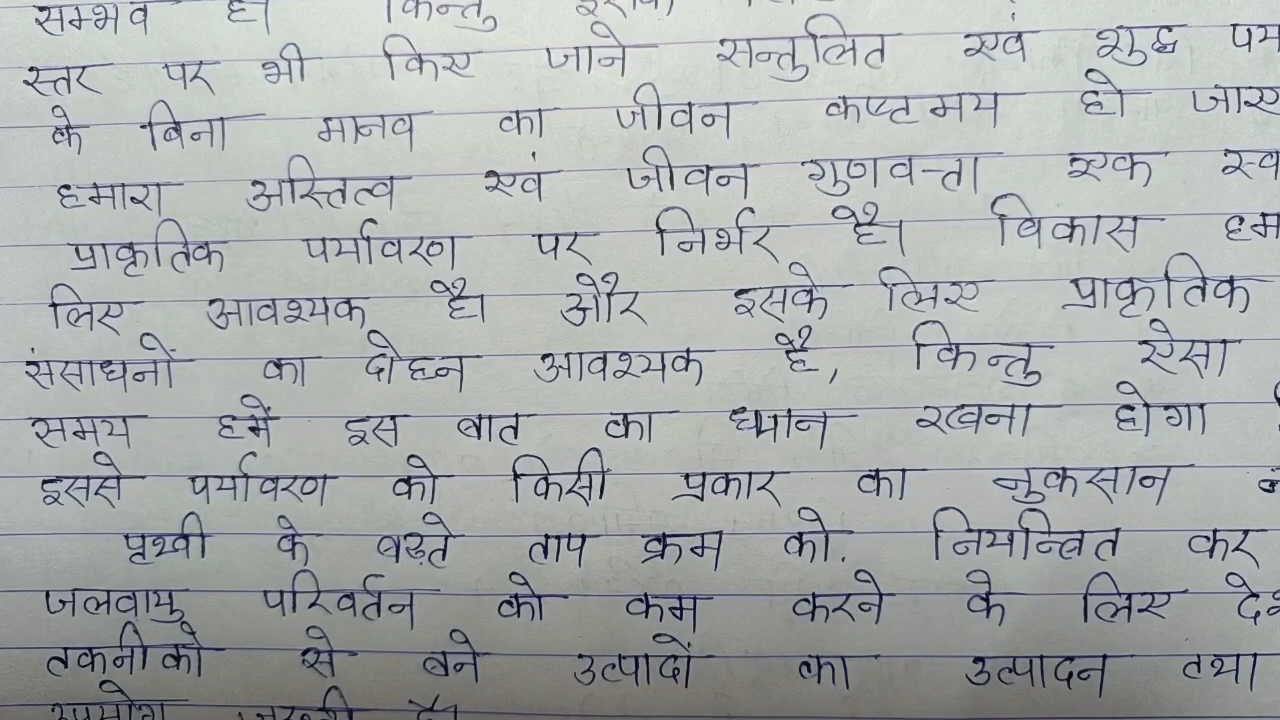 सम्भव है। किन्तु
स्तर पर भी किए जाने सन्तुलित एवं शुद्ध पर्य
के बिना मानव का जीवन कष्टमय हो जाए
हमारा अस्तित्व एवं जीवन गुणवत्ता एक स्व
प्राकृतिक पर्यावरण पर निर्भर है। विकास हम
लिए आवश्यक है। और इसके लिए प्राकृतिक
संसाधनों का दोहन आवश्यक है, किन्तु ऐसा
समय हमें इस बात का ध्यान रखना होगा
इससे पर्यावरण को किसी प्रकार का नुकसान
पृथ्वी के बढ़ते ताप क्रम को. नियन्त्रित कर
जलवायु परिवर्तन को कम करने के लिए
तकनीको से बने उत्पादों का उत्पादन तथा